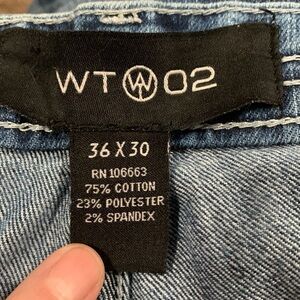 WT 02
36 X 30
RN 106663
75% COTTON
23% POLYESTER
2% SPANDEX